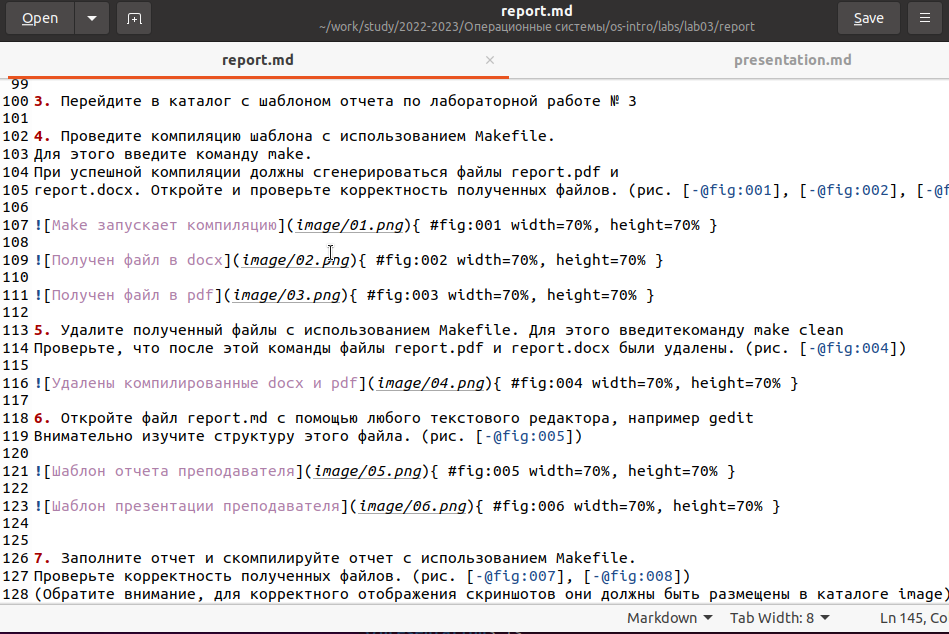 Open
report.md
~/work/study/2022-2023/Операционные системы/os-intro/labs/lab03/report
Save
report.md × presentation.md
99
100 3. Перейдите в каталог с шаблоном отчета по лабораторной работе № 3
101
102 4. Проведите компиляцию шаблона с использованием Makefile.
103 Для этого введите команду make.
104 При успешной компиляции должны сгенерироваться файлы report.pdf и
105 report.docx. Откройте и проверьте корректность полученных файлов. (рис. [-@fig:001], [-@fig:002], [-@f
106
107 ![Make запускает компиляцию](image/01.png){ #fig:001 width=70%, height=70% }
108
109 ![Получен файл в docx](image/02.png){ #fig:002 width=70%, height=70% }
110
111 ![Получен файл в pdf](image/03.png){ #fig:003 width=70%, height=70% }
112
113 5. Удалите полученный файлы с использованием Makefile. Для этого введитекоманду make clean
114 Проверьте, что после этой команды файлы report.pdf и report.docx были удалены. (рис. [-@fig:004])
115
116 ![Удалены компилированные docx и pdf](image/04.png){ #fig:004 width=70%, height=70% }
117
118 6. Откройте файл report.md с помощью любого текстового редактора, например gedit
119 Внимательно изучите структуру этого файла. (рис. [-@fig:005])
120
121 ![Шаблон отчета преподавателя](image/05.png){ #fig:005 width=70%, height=70% }
122
123 ![Шаблон презентации преподавателя](image/06.png){ #fig:006 width=70%, height=70% }
124
125
126 7. Заполните отчет и скомпилируйте отчет с использованием Makefile.
127 Проверьте корректность полученных файлов. (рис. [-@fig:007], [-@fig:008])
128 (Обратите внимание, для корректного отображения скриншотов они должны быть размещены в каталоге image)
Markdown Tab Width: 8 Ln 145, Co